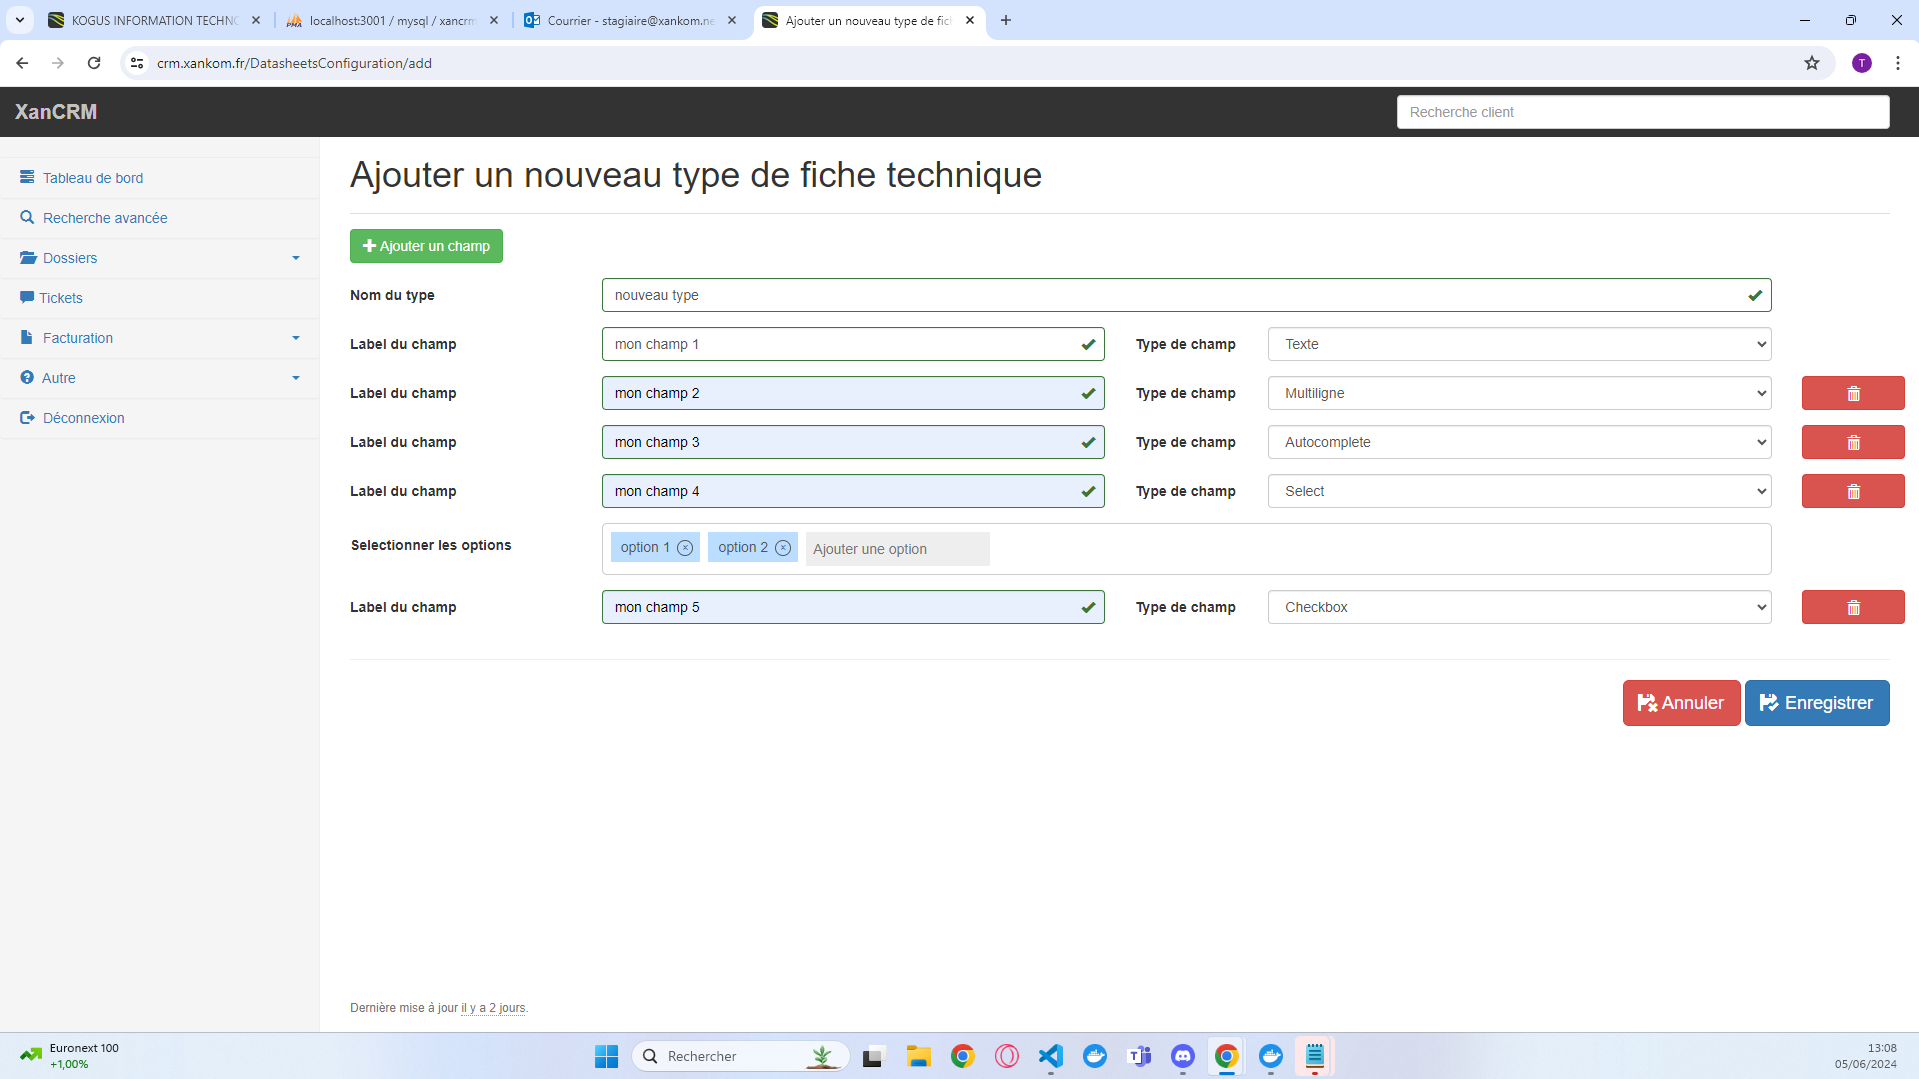 KOGUS INFORMATION TECHNO
localhost:3001 / mysql / xancrm
Courrier - stagiaire@xankom.ne
Ajouter un nouveau type de fich
crm.xankom.fr/DatasheetsConfiguration/add
T
XanCRM
Recherche client
Tableau de bord
Recherche avancée
Dossiers
Tickets
Facturation
Autre
Déconnexion
Ajouter un nouveau type de fiche technique
Ajouter un champ
Nom du type nouveau type
Label du champ mon champ 1 Type de champ Texte
Label du champ mon champ 2 Type de champ Multiligne
Label du champ mon champ 3 Type de champ Autocomplete
Label du champ mon champ 4 Type de champ Select
Selectionner les options option 1 option 2 Ajouter une option
Label du champ mon champ 5 Type de champ Checkbox
Annuler Enregistrer
Dernière mise à jour il y a 2 jours.
Euronext 100
+1,00%
Rechercher
13:08
05/06/2024